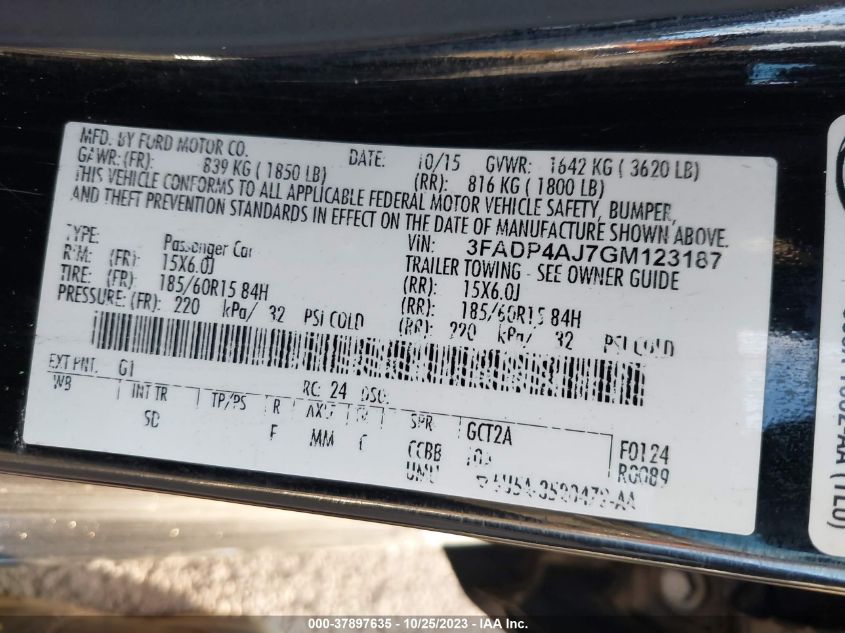 MFD. BY FORD MOTOR CO. DATE: 10/15 GVWR: 1642 KG ( 3620 LB)
GAWR: (FR): 839 KG ( 1850 LB) (RR): 816 KG ( 1800 LB)
THIS VEHICLE CONFORMS TO ALL APPLICABLE FEDERAL MOTOR VEHICLE SAFETY, BUMPER,
AND THEFT PREVENTION STANDARDS IN EFFECT ON THE DATE OF MANUFACTURE SHOWN ABOVE.
VIN: 3FADP4AJ7GM123187
TYPE: Passenger Car TRAILER TOWING - SEE OWNER GUIDE
RIM: (FR): 15X6.0J (RR): 15X6.0J
TIRE: (FR): 185/60R15 84H (RR): 185/60R15 84H
PRESSURE: (FR): 220 kPa/ 32 PSI COLD (RR): 220 kPa/ 32 PSI COLD
EXT PNT: G1 RC: 24 DSO:
WB INT TR TP/PS R AXLE SPR GCT2A F0124
SD F MM CCBB R0089
UMU
000-37897635 - 10/25/2023 - IAA Inc.